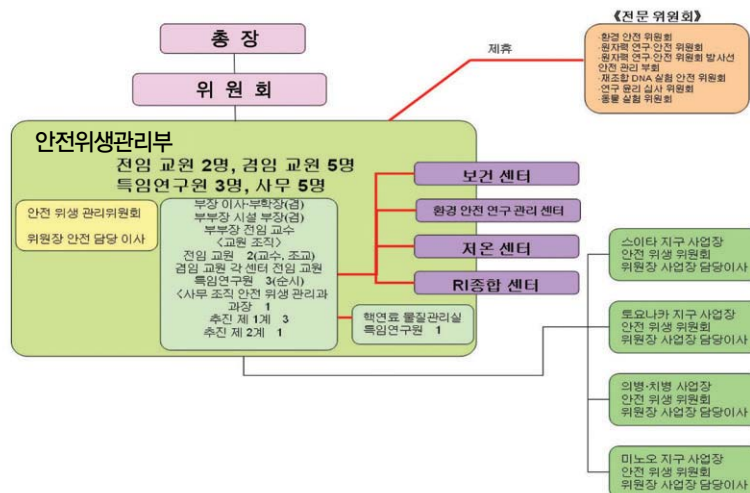 총 장
위 원 회
제휴
《전문 위원회》
·환경 안전 위원회
·원자력 연구·안전 위원회
·원자력 연구·안전 위원회 방사선
안전 관리 부회
·재조합 DNA 실험 안전 위원회
·연구 윤리 심사 위원회
·동물 실험 위원회
안전위생관리부
전임 교원 2명, 겸임 교원 5명
특임연구원 3명, 사무 5명
안전 위생 관리위원회
위원장 안전 담당 이사
부장 이사·부학장(겸)
부부장 시설 부장(겸)
부부장 전임 교수
<교원 조직>
전임 교원 2(교수, 조교)
겸임 교원 각 센터 전임 교원
특임연구원 3(순시)
<사무 조직 안전 위생 관리과
과장 1
추진 제 1계 3
추진 제 2계 1
보건 센터
환경 안전 연구 관리 센터
저온 센터
RI종합 센터
핵연료 물질관리실
특임연구원 1
스이타 지구 사업장
안전 위생 위원회
위원장 사업장 담당이사
토요나카 지구 사업장
안전 위생 위원회
위원장 사업장 담당이사
의병·치병 사업장
안전 위생 위원회
위원장 사업장 담당이사
미노오 지구 사업장
안전 위생 위원회
위원장 사업장 담당이사